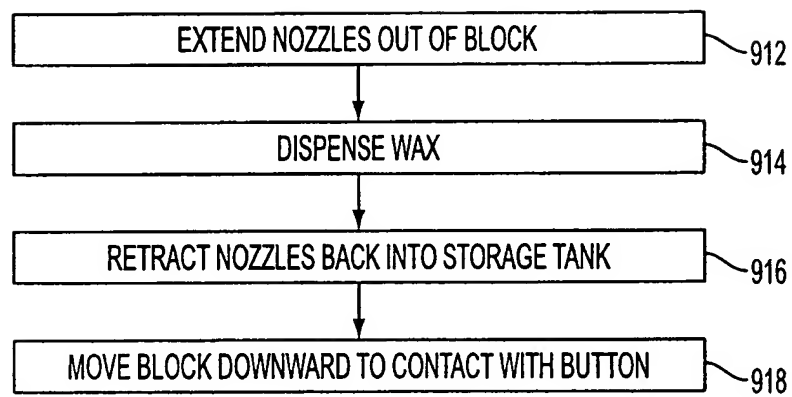 EXTEND NOZZLES OUT OF BLOCK
912
DISPENSE WAX
914
RETRACT NOZZLES BACK INTO STORAGE TANK
916
MOVE BLOCK DOWNWARD TO CONTACT WITH BUTTON
918